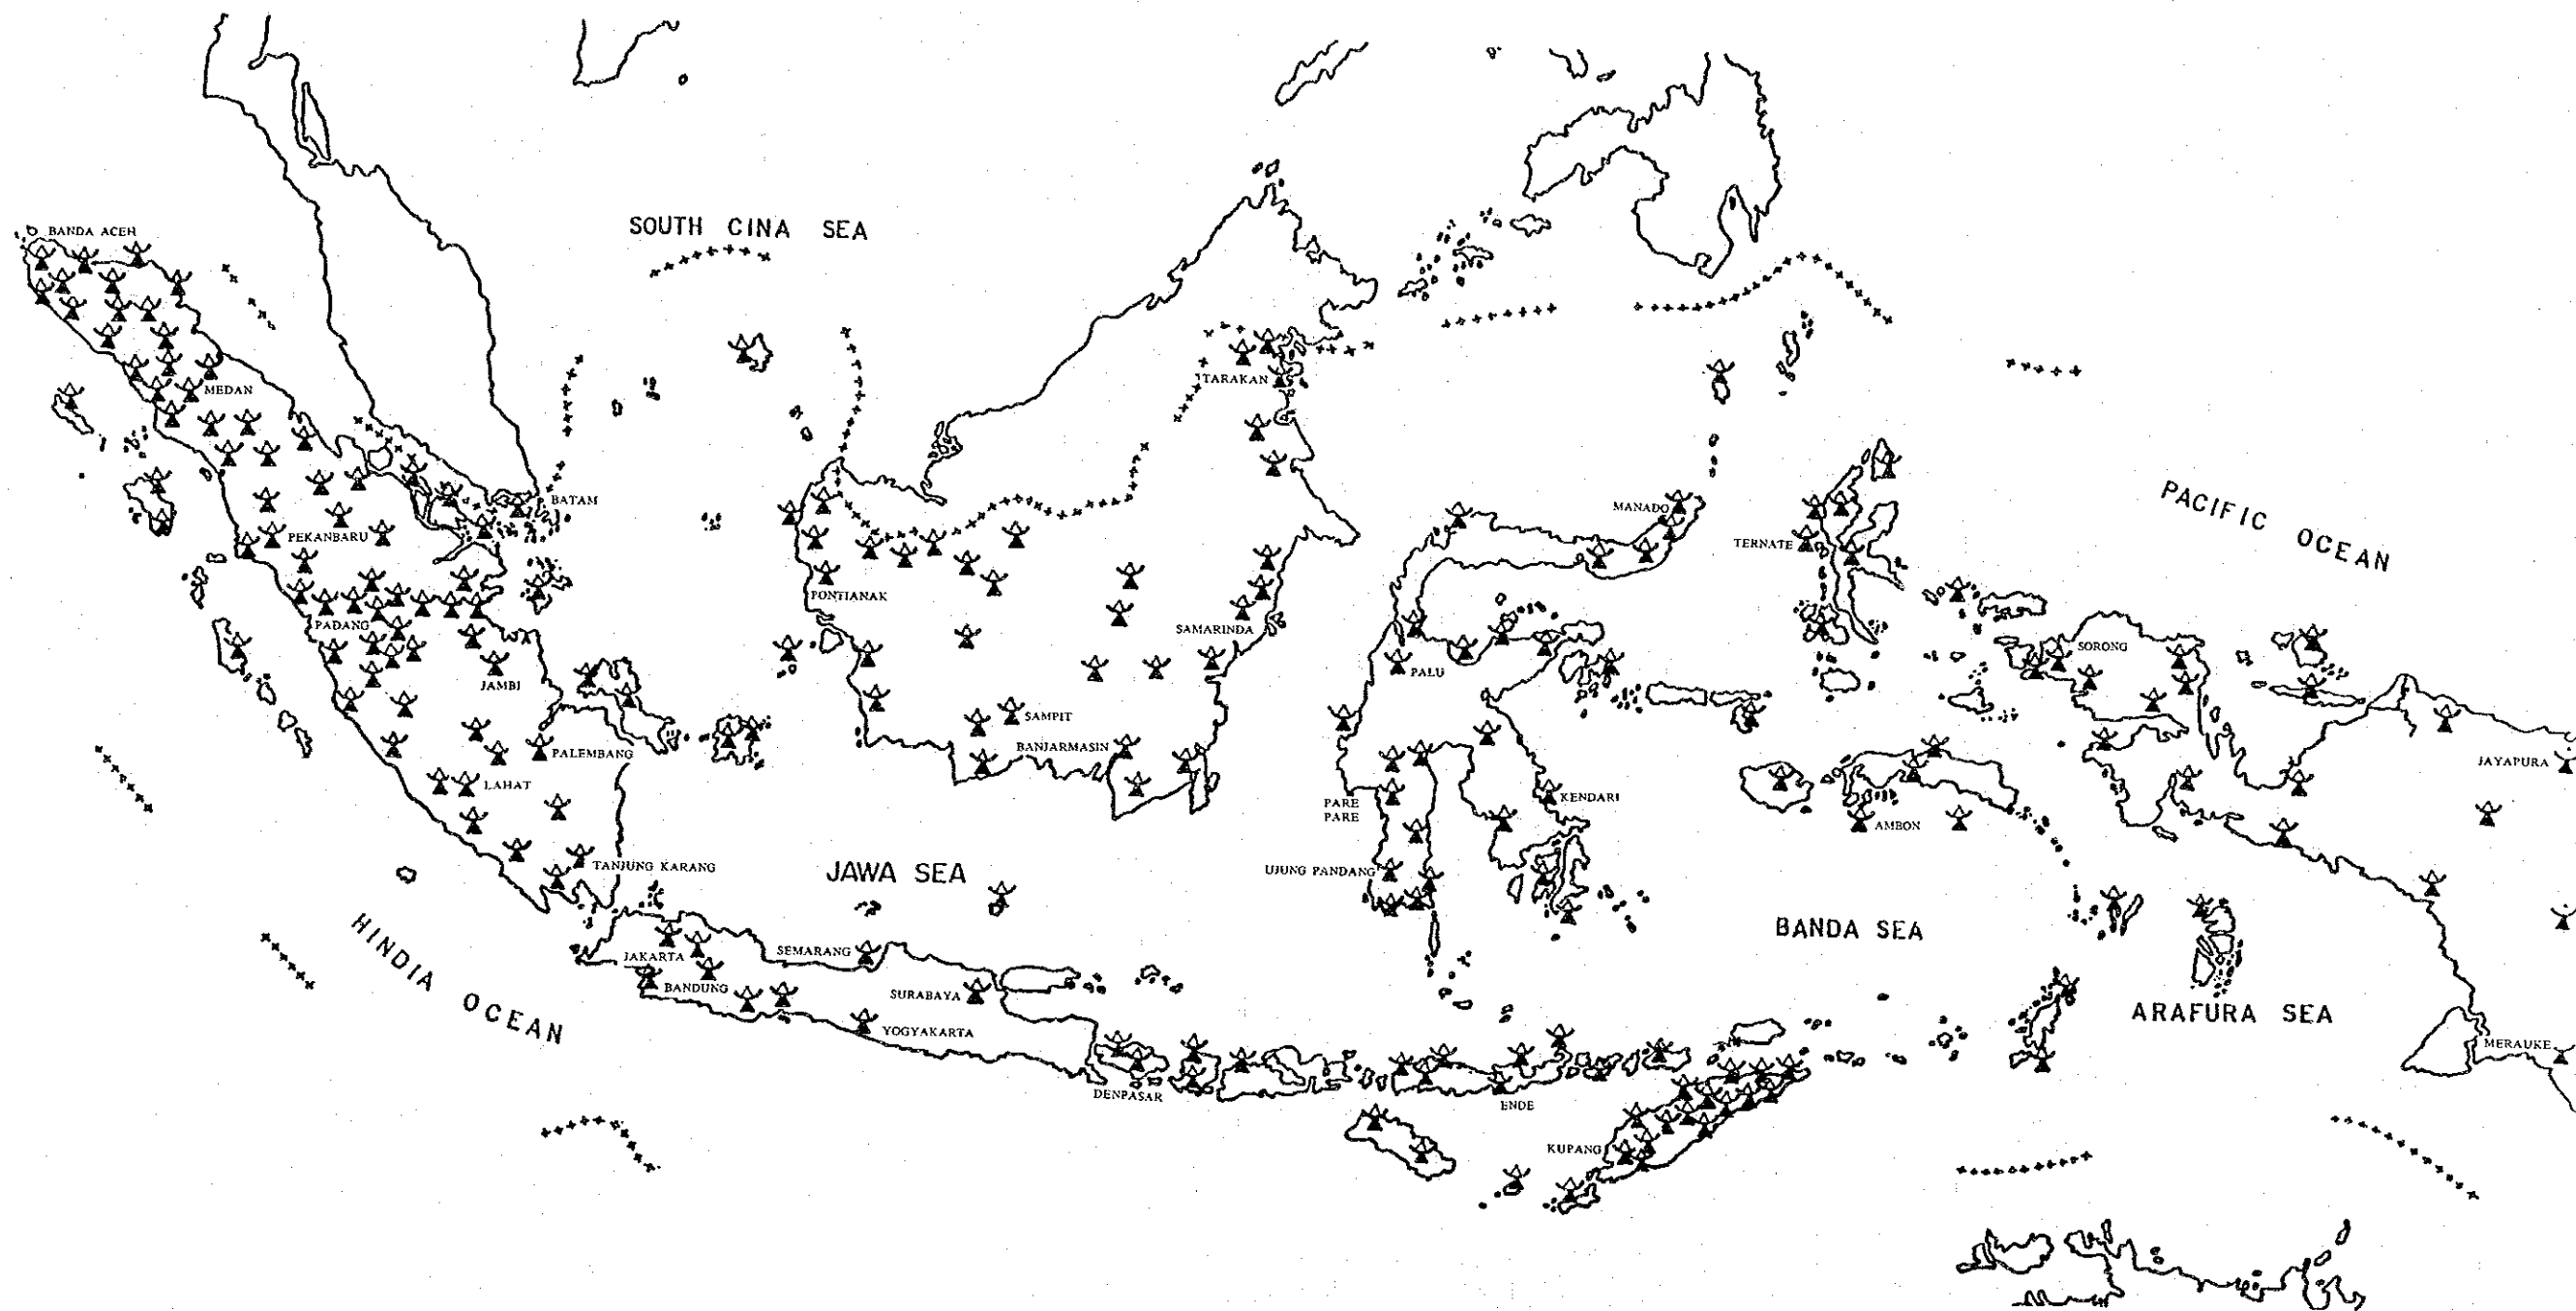 BANDA ACEH
SOUTH CINA SEA
MEDAN
TARAKAN
BATAM
MANADO
PACIFIC OCEAN
PEKANBARU
TERNATE
PONTIANAK
PADANG
SAMARINDA
SORONG
JAMBI
PALU
SAMPIT
PALEMBANG
BANJARMASIN
JAYAPURA
LAHAT
PARE
PARE
KENDARI
AMBON
TANJUNG KARANG
JAWA SEA
UJUNG PANDANG
HINDIA OCEAN
BANDA SEA
JAKARTA
SEMARANG
BANDUNG
SURABAYA
ARAFURA SEA
YOGYAKARTA
MERAUKE
DENPASAR
ENDE
KUPANG